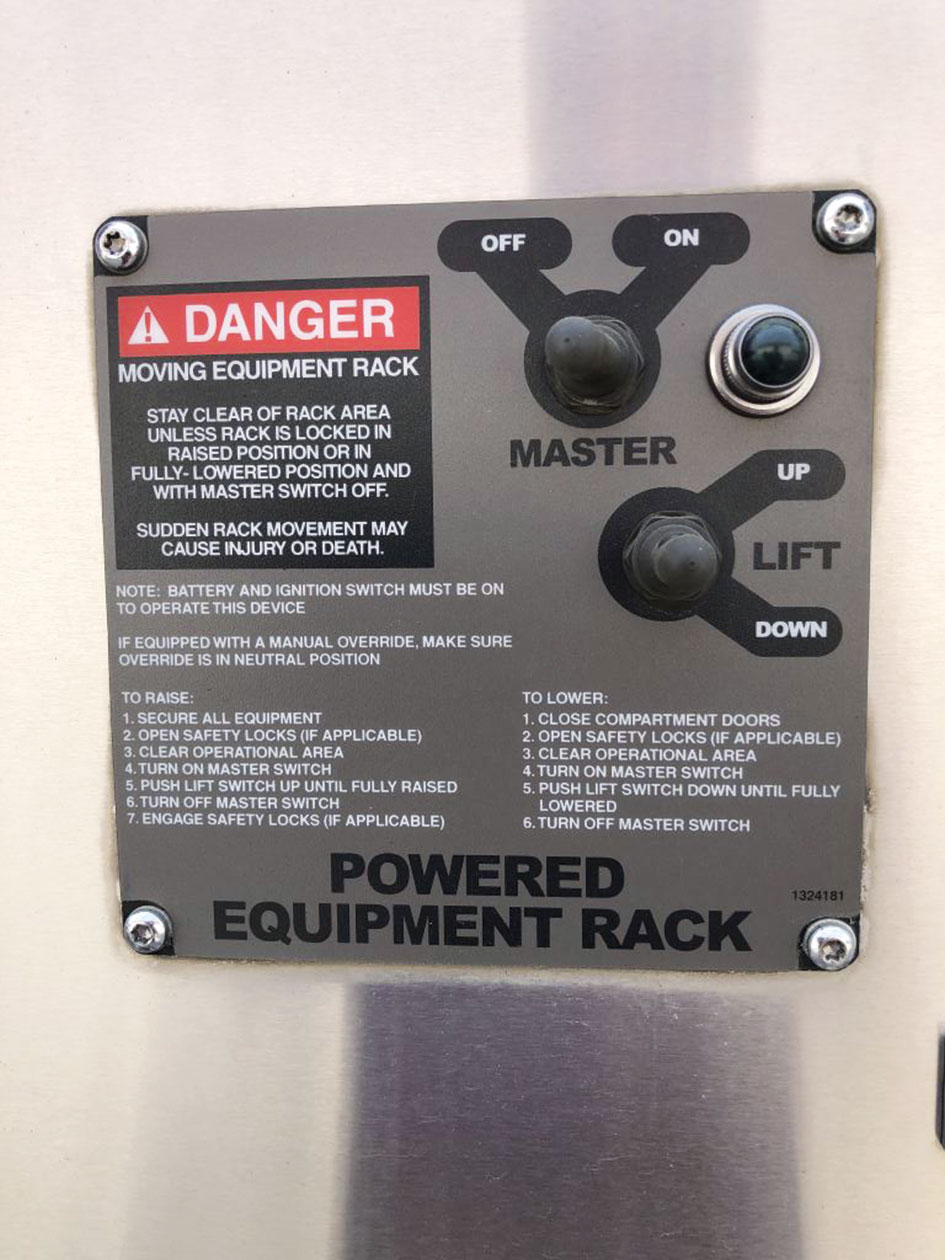 OFF
ON
DANGER
MOVING EQUIPMENT RACK
STAY CLEAR OF RACK AREA
UNLESS RACK IS LOCKED IN
RAISED POSITION OR IN
FULLY- LOWERED POSITION AND
WITH MASTER SWITCH OFF.
SUDDEN RACK MOVEMENT MAY
CAUSE INJURY OR DEATH.
MASTER
UP
LIFT
DOWN
NOTE: BATTERY AND IGNITION SWITCH MUST BE ON
TO OPERATE THIS DEVICE
IF EQUIPPED WITH A MANUAL OVERRIDE, MAKE SURE
OVERRIDE IS IN NEUTRAL POSITION
TO RAISE:
1. SECURE ALL EQUIPMENT
2. OPEN SAFETY LOCKS (IF APPLICABLE)
3. CLEAR OPERATIONAL AREA
4. TURN ON MASTER SWITCH
5. PUSH LIFT SWITCH UP UNTIL FULLY RAISED
6. TURN OFF MASTER SWITCH
7. ENGAGE SAFETY LOCKS (IF APPLICABLE)
TO LOWER:
1. CLOSE COMPARTMENT DOORS
2. OPEN SAFETY LOCKS (IF APPLICABLE)
3. CLEAR OPERATIONAL AREA
4. TURN ON MASTER SWITCH
5. PUSH LIFT SWITCH DOWN UNTIL FULLY
LOWERED
6. TURN OFF MASTER SWITCH
POWERED
EQUIPMENT RACK
1324181